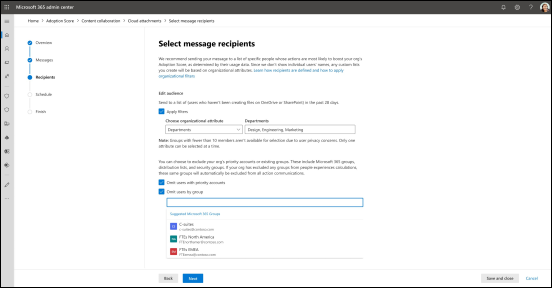 Microsoft 365 admin center
Home > Adoption Score > Content collaboration > Cloud attachments > Select message recipients
Overview
Messages
Recipients
Schedule
Finish
Select message recipients
We recommend sending your message to a list of specific people whose actions are most likely to boost your org's
Adoption Score, as determined by their usage data. Since we don't share individual users' names, any custom lists
you create will be based on organizational attributes. Learn how recipients are defined and how to apply
organizational filters.
Edit audience
Send to a list of [users who haven't been creating files on OneDrive or SharePoint] in the past 28 days.
Apply filters
Choose organizational attribute
Departments
Departments
Design, Engineering, Marketing
Note: Groups with fewer than 10 members aren't available for selection due to user privacy concerns. Only one
attribute can be selected at a time.
You can choose to exclude your org's priority accounts or existing groups. These include Microsoft 365 groups,
distribution lists, and security groups. If your org has excluded any groups from people experiences calculations,
these same groups will automatically be excluded from all action communications.
Omit users with priority accounts
Omit users by group
Suggested Microsoft 365 Groups
C-suites
FTEs North America
FTEs EMEA
Back
Next
Save and close
Cancel